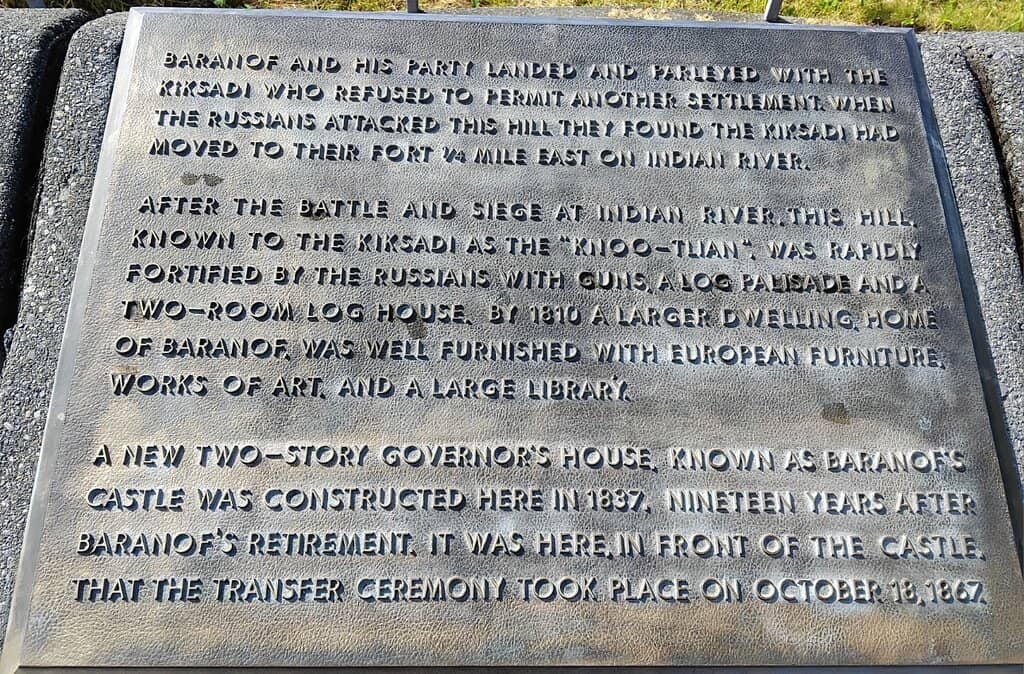 BARANOF AND HIS PARTY LANDED AND PARLEYED WITH THE
KIKSADI WHO REFUSED TO PERMIT ANOTHER SETTLEMENT. WHEN
THE RUSSIANS ATTACKED THIS HILL THEY FOUND THE KIKSADI HAD
MOVED TO THEIR FORT ¼ MILE EAST ON INDIAN RIVER.
AFTER THE BATTLE AND SIEGE AT INDIAN RIVER, THIS HILL,
KNOWN TO THE KIKSADI AS THE "KNOO-TLIAN", WAS RAPIDLY
FORTIFIED BY THE RUSSIANS WITH GUNS, A LOG PALISADE AND A
TWO-ROOM LOG HOUSE. BY 1810 A LARGER DWELLING, HOME
OF BARANOF, WAS WELL FURNISHED WITH EUROPEAN FURNITURE,
WORKS OF ART, AND A LARGE LIBRARY.
A NEW TWO-STORY GOVERNOR'S HOUSE, KNOWN AS BARANOF'S
CASTLE WAS CONSTRUCTED HERE IN 1837, NINETEEN YEARS AFTER
BARANOF'S RETIREMENT. IT WAS HERE, IN FRONT OF THE CASTLE,
THAT THE TRANSFER CEREMONY TOOK PLACE ON OCTOBER 18, 1867.